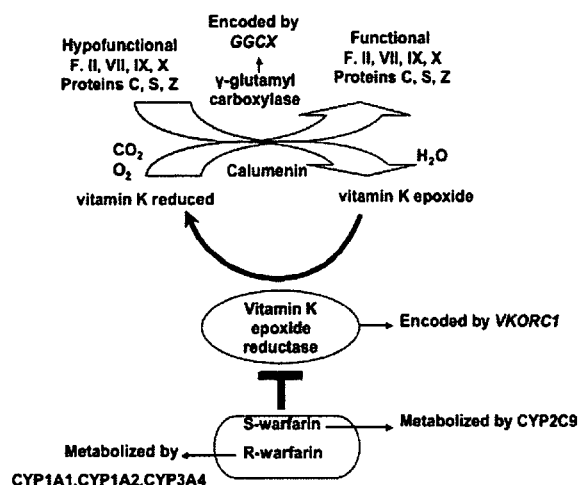 Encoded by
GGCX
Hypofunctional
F. II, VII, IX, X
Proteins C, S, Z
γ-glutamyl
carboxylase
Functional
F. II, VII, IX, X
Proteins C, S, Z
CO2
O2
Calumenin
H2O
vitamin K reduced
vitamin K epoxide
Vitamin K
epoxide
reductase
Encoded by VKORC1
S-warfarin
Metabolized by CYP2C9
R-warfarin
Metabolized by
CYP1A1,CYP1A2,CYP3A4